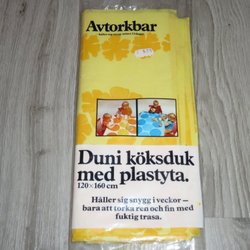 Avtorkbar
Duni köksduk
med plastyta.
120 x 160 cm
Håller sig snygg i veckor –
bara att torka ren och fin med
fuktig trasa.